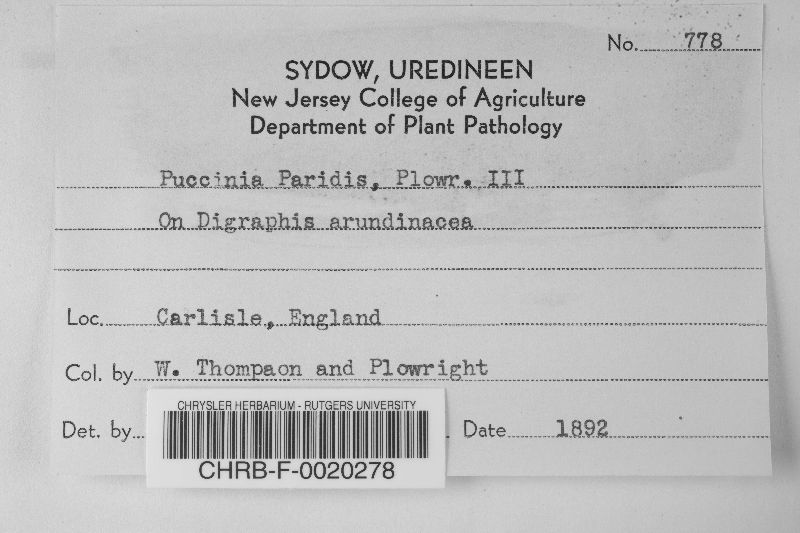 No. 778
SYDOW, UREDINEEN
New Jersey College of Agriculture
Department of Plant Pathology
Puccinia Paridis, Plowr. III
On Digraphis arundinacea
Loc. Carlisle, England
Col. by W. Thompaon and Plowright
Det. by Date 1892
CHRYSLER HERBARIUM - RUTGERS UNIVERSITY
CHRB-F-0020278